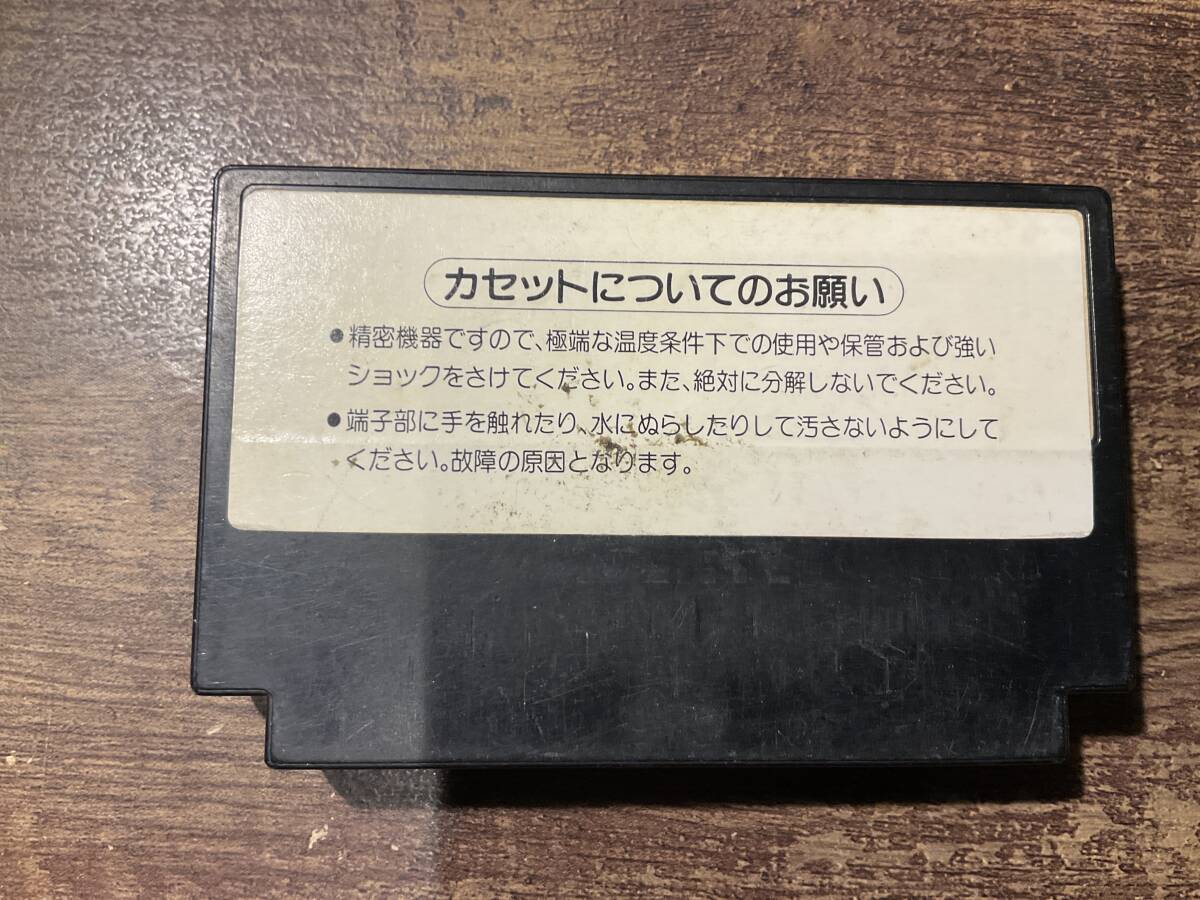 カセットについてのお願い
●精密機器ですので、極端な温度条件下での使用や保管および強い
ショックをさけてください。また、絶対に分解しないでください。
●端子部に手を触れたり、水にぬらしたりして汚さないようにして
ください。故障の原因となります。